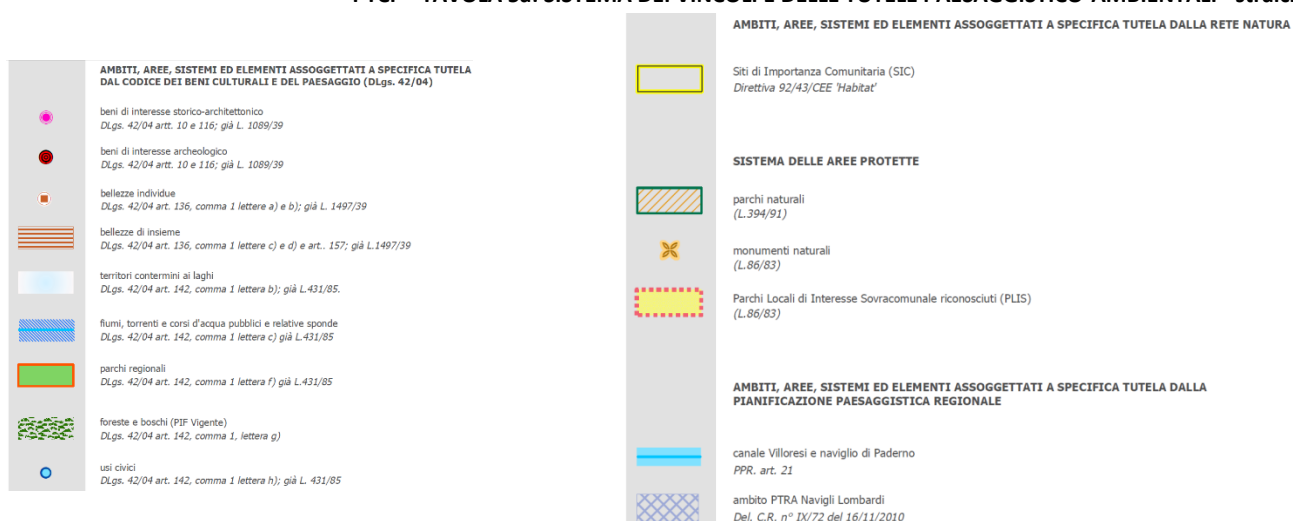 PTCP – TAVOLA 5a: SISTEMA DEI VINCOLI E DELLE TUTELE PAESAGGISTICO-AMBIENTALI -
AMBITI, AREE, SISTEMI ED ELEMENTI ASSOGGETTATI A SPECIFICA TUTELA
DAL CODICE DEI BENI CULTURALI E DEL PAESAGGIO (DLgs. 42/04)
beni di interesse storico-architettonico
DLgs. 42/04 artt. 10 e 116; già L. 1089/39
beni di interesse archeologico
DLgs. 42/04 artt. 10 e 116; già L. 1089/39
bellezze individue
DLgs. 42/04 art. 136, comma 1 lettere a) e b); già L. 1497/39
bellezze di insieme
DLgs. 42/04 art. 136, comma 1 lettere c) e d) e art.. 157; già L.1497/39
territori contermini ai laghi
DLgs. 42/04 art. 142, comma 1 lettera b); già L.431/85.
fiumi, torrenti e corsi d'acqua pubblici e relative sponde
DLgs. 42/04 art. 142, comma 1 lettera c) già L.431/85
parchi regionali
DLgs. 42/04 art. 142, comma 1 lettera f) già L.431/85
foreste e boschi (PIF Vigente)
DLgs. 42/04 art. 142, comma 1, lettera g)
usi civici
DLgs. 42/04 art. 142, comma 1 lettera h); già L. 431/85
AMBITI, AREE, SISTEMI ED ELEMENTI ASSOGGETTATI A SPECIFICA TUTELA DALLA RETE NATURA
Siti di Importanza Comunitaria (SIC)
Direttiva 92/43/CEE 'Habitat'
SISTEMA DELLE AREE PROTETTE
parchi naturali
(L.394/91)
monumenti naturali
(L.86/83)
Parchi Locali di Interesse Sovracomunale riconosciuti (PLIS)
(L.86/83)
AMBITI, AREE, SISTEMI ED ELEMENTI ASSOGGETTATI A SPECIFICA TUTELA DALLA
PIANIFICAZIONE PAESAGGISTICA REGIONALE
canale Villoresi e naviglio di Paderno
PPR. art. 21
ambito PTRA Navigli Lombardi
Del. C.R. n° IX/72 del 16/11/2010